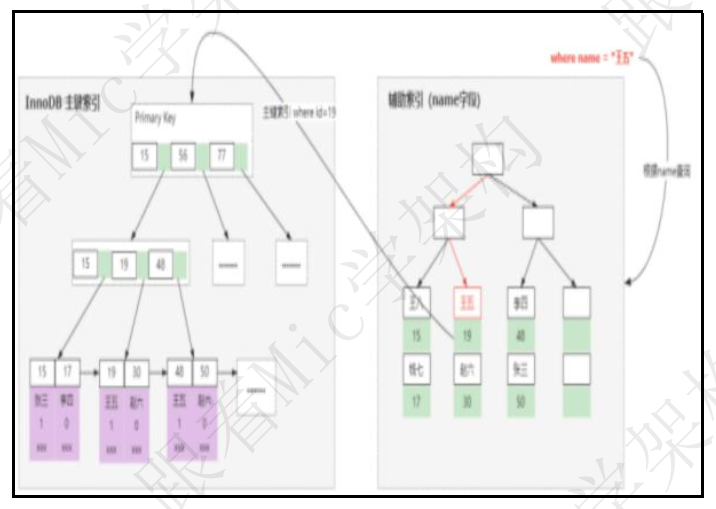 where name = "王五"
InnoDB 主键索引
Primary Key
15 56 77
主键索引 where id=19
辅助索引 (name字段)
根据name查询
15 19 48
15 17 19 30 48 50
张三 李四 王五 赵六 王五 赵六
1 0 1 0 1 0
xxx xxx xxx xxx xxx xxx
王八 王五 李四
15 19 48
钱七 赵六 张三
17 30 50
跟着Mic学架构